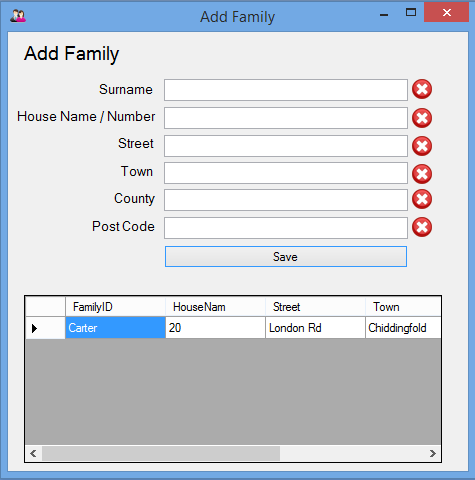 Add Family
Add Family
Surname
House Name / Number
Street
Town
County
Post Code
Save
FamilyID HouseNam Street Town
Carter 20 London Rd Chiddingfold